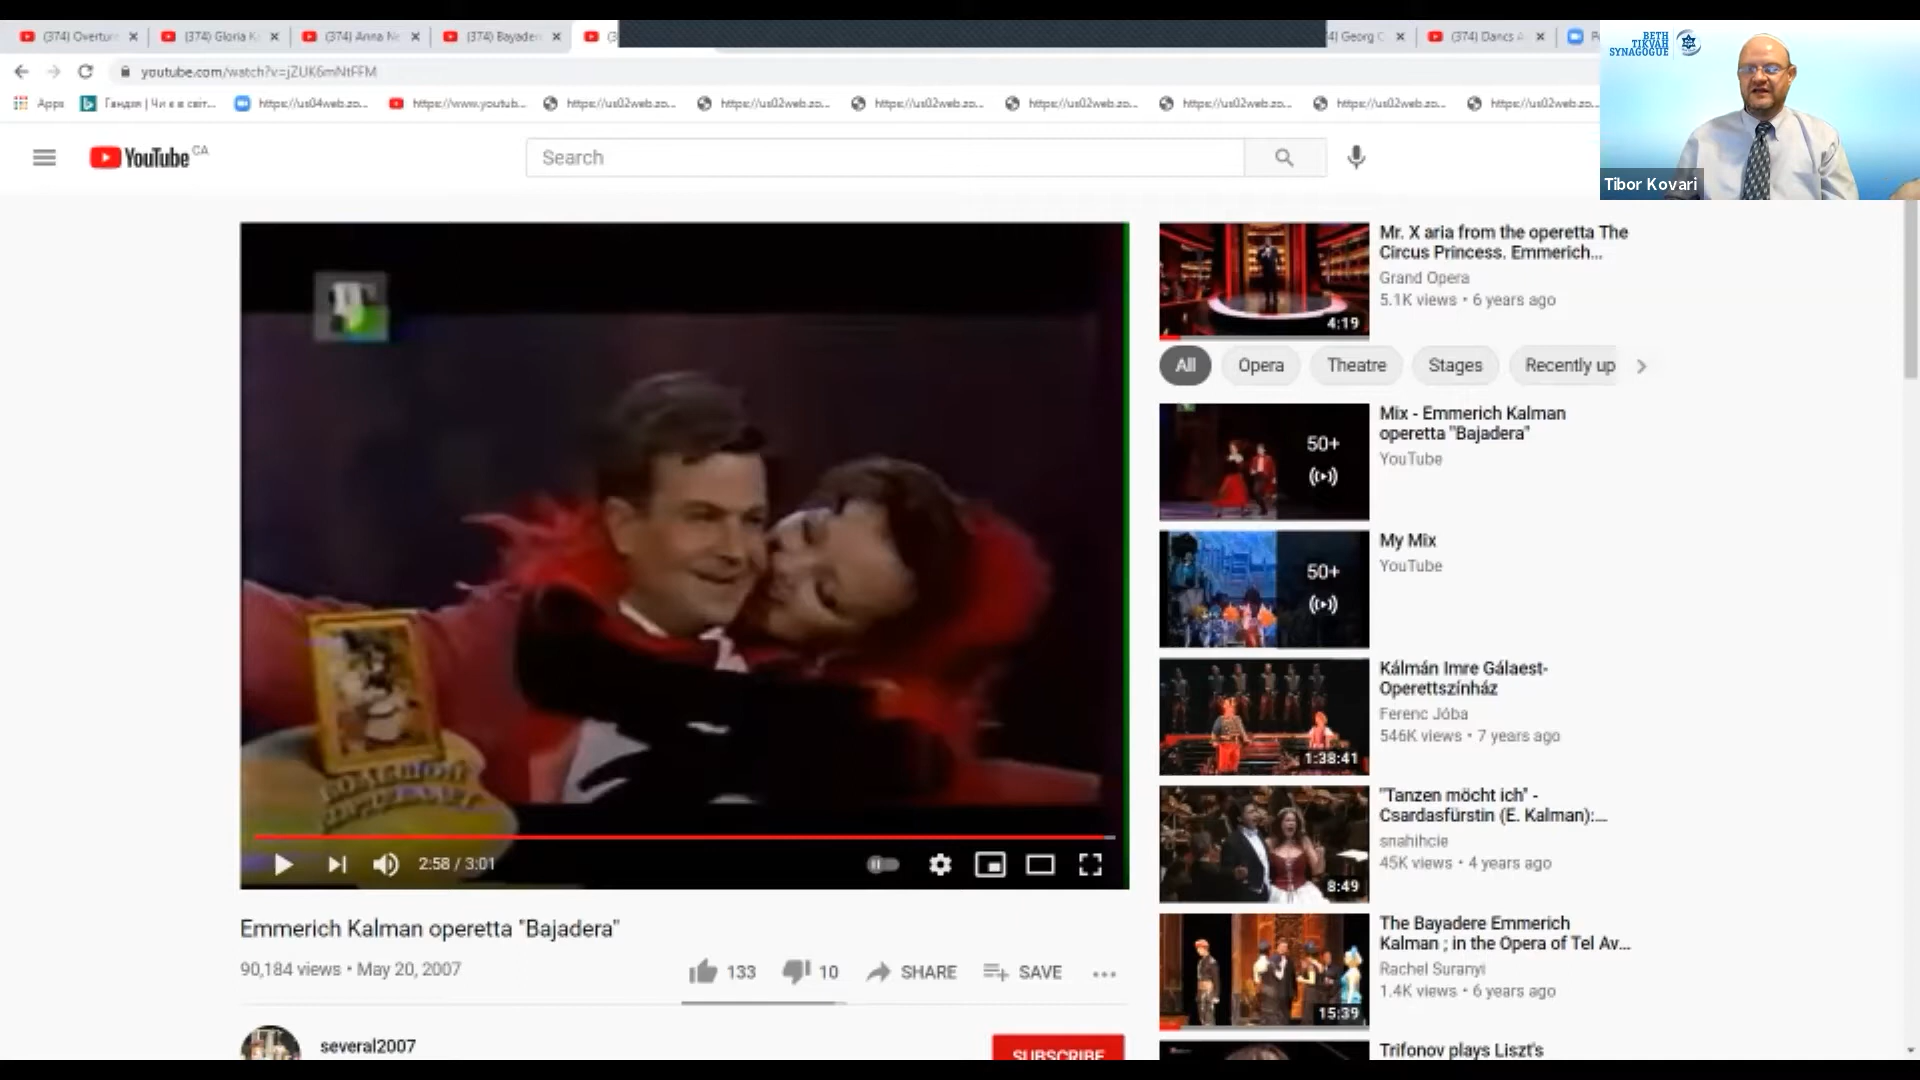 (374) Overtur
(374) Gloria K
(374) Anna Ne
(374) Bayader
4) Georg C
(374) Dancs A
youtube.com/watch?v=jZUK6mNtFFM
Apps
Гандзя | Чи є в світ...
https://us04web.zo...
https://www.youtub...
https://us02web.zo...
https://us02web.zo...
https://us02web.zo...
https://us02web.zo...
https://us02web.zo...
https://us02web.zo...
https://us02web.zo...
BETH
TIKVAH
SYNAGOGUE
Tibor Kovari
YouTube CA
Search
Mr. X aria from the operetta The
Circus Princess. Emmerich...
Grand Opera
5.1K views • 6 years ago
4:19
All
Opera
Theatre
Stages
Recently up
Mix - Emmerich Kalman
operetta "Bajadera"
YouTube
50+
My Mix
YouTube
50+
Kálmán Imre Gálaest-
Operettszínház
Ferenc Jóba
546K views • 7 years ago
1:38:41
"Tanzen möcht ich" -
Csardasfürstin (E. Kalman):...
snahihcie
45K views • 4 years ago
8:49
The Bayadere Emmerich
Kalman ; in the Opera of Tel Av...
Rachel Suranyi
1.4K views • 6 years ago
15:39
Trifonov plays Liszt's
2:58 / 3:01
Emmerich Kalman operetta "Bajadera"
90,184 views • May 20, 2007
133
10
SHARE
SAVE
several2007
SUBSCRIBE